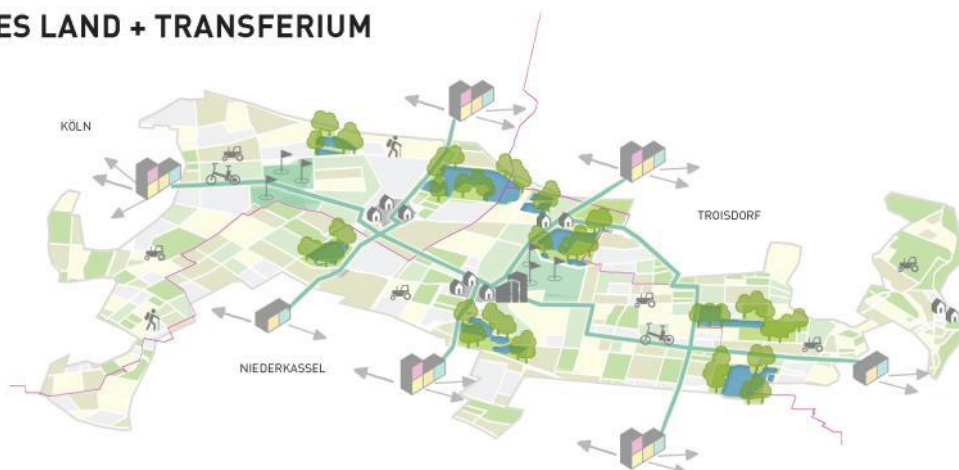 ES LAND + TRANSFERIUM
KÖLN
TROISDORF
NIEDERKASSEL